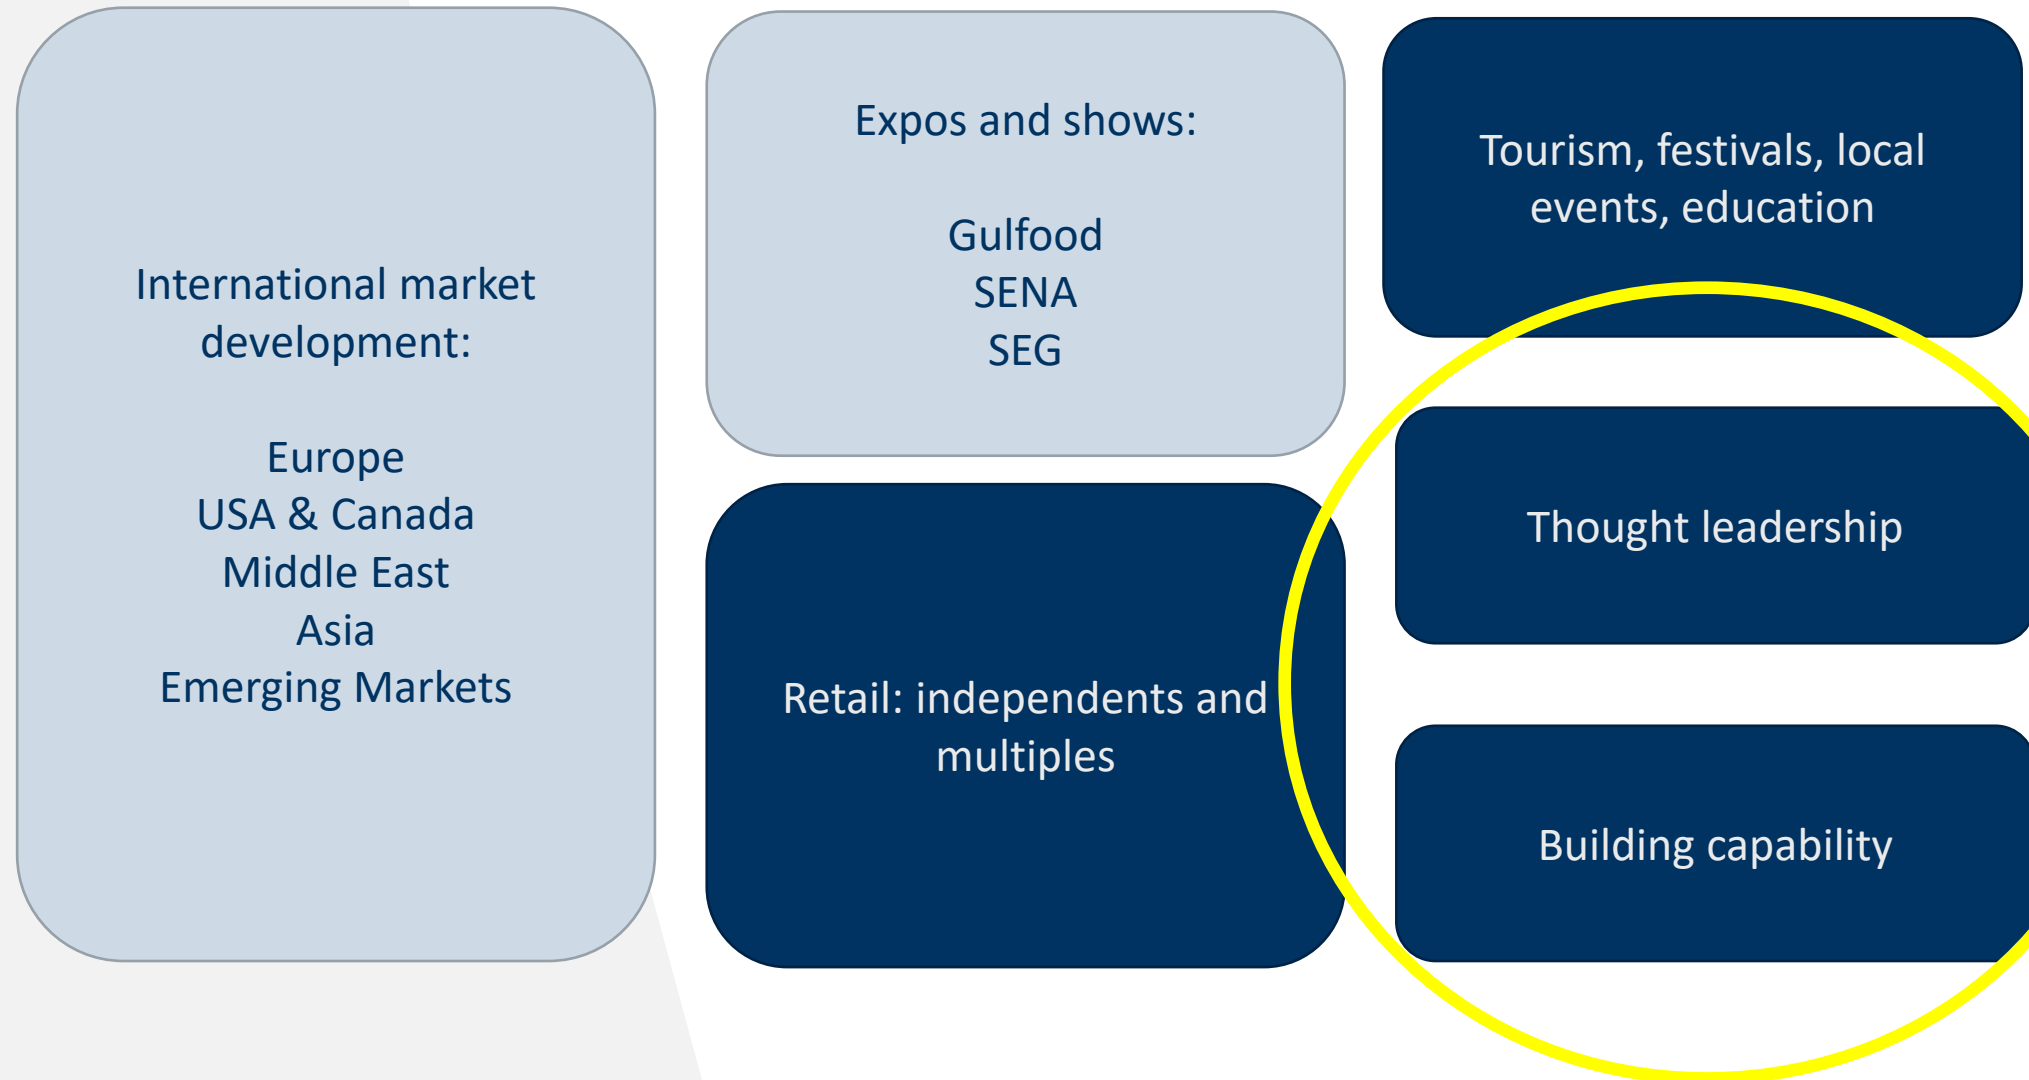 International market
development:
Europe
USA & Canada
Middle East
Asia
Emerging Markets
Expos and shows:
Gulfood
SENA
SEG
Retail: independents and
multiples
Tourism, festivals, local
events, education
Thought leadership
Building capability